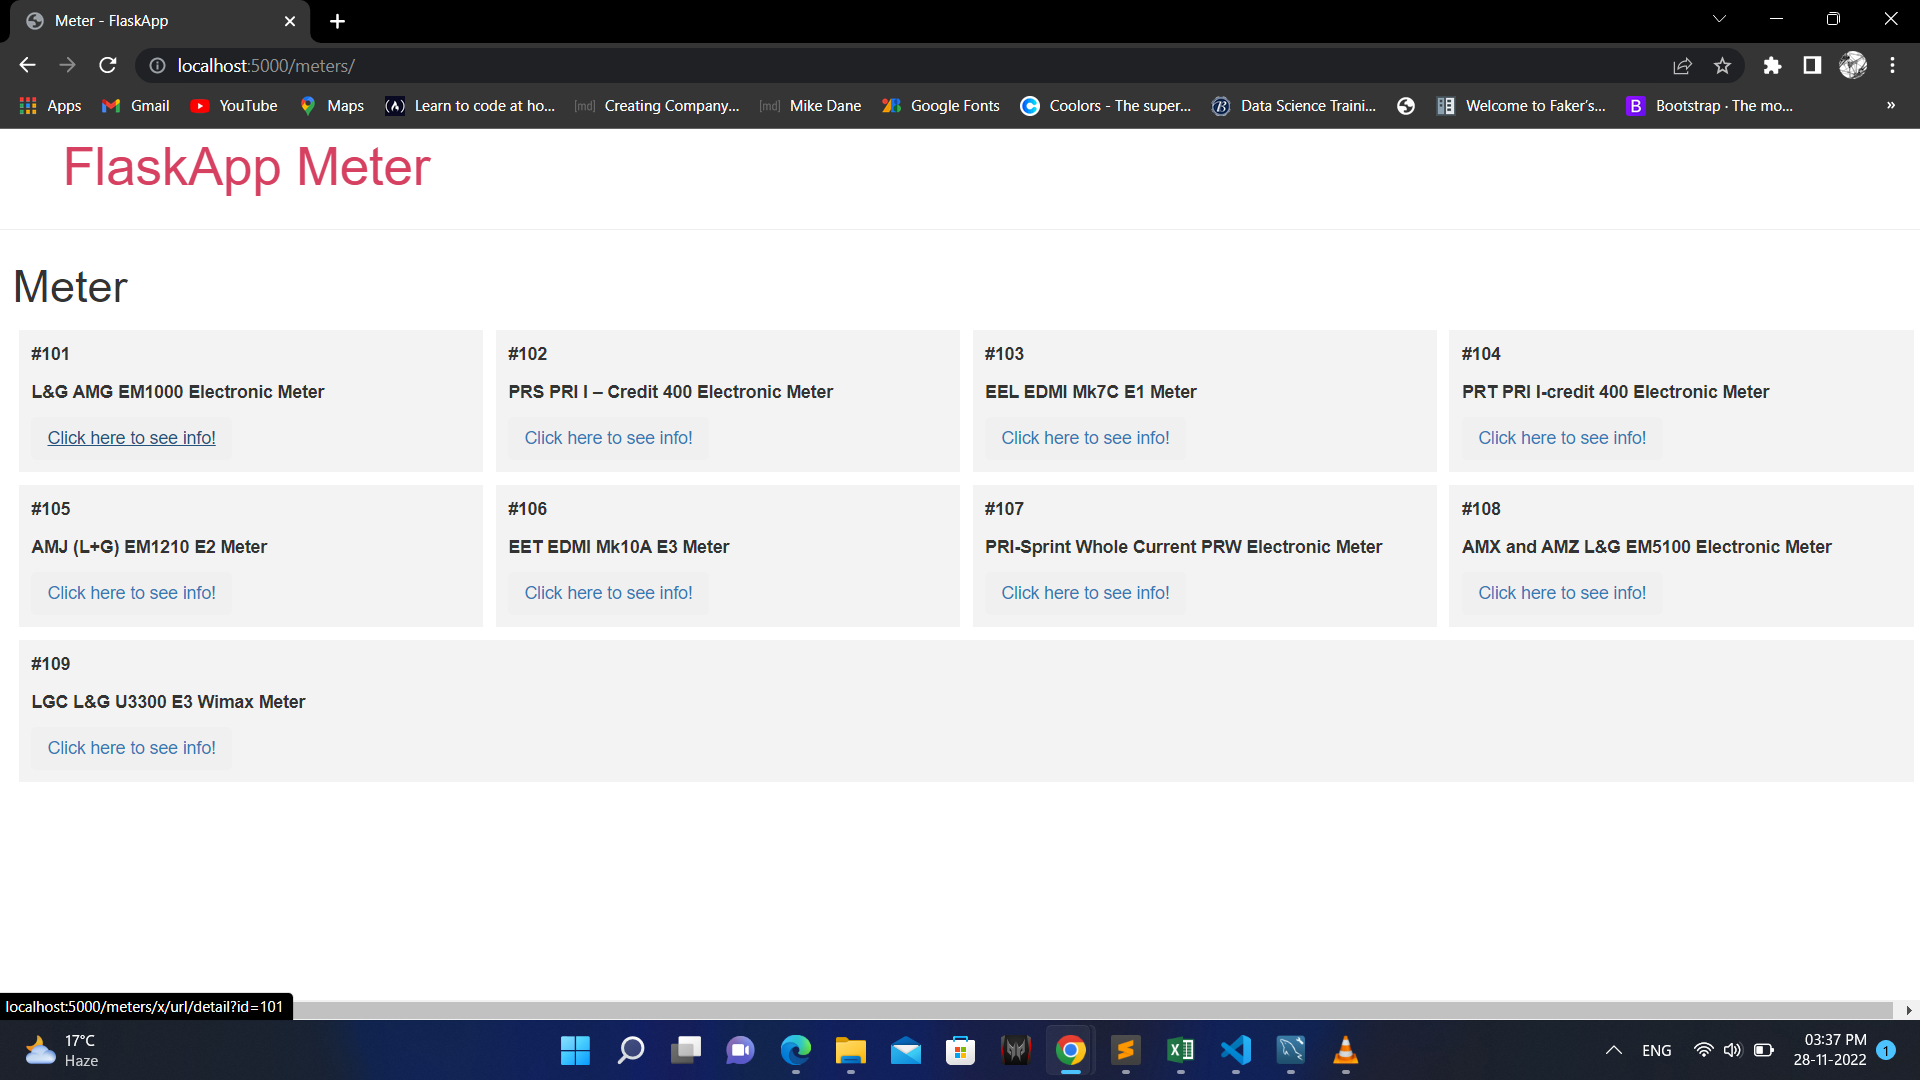 Meter - FlaskApp
localhost:5000/meters/
Apps Gmail YouTube Maps Learn to code at ho... [md] Creating Company... [md] Mike Dane Google Fonts Coolors - The super... Data Science Traini... Welcome to Faker's... B Bootstrap · The mo... »
FlaskApp Meter
Meter
#101 #102 #103 #104
L&G AMG EM1000 Electronic Meter PRS PRI I – Credit 400 Electronic Meter EEL EDMI Mk7C E1 Meter PRT PRI I-credit 400 Electronic Meter
Click here to see info! Click here to see info! Click here to see info! Click here to see info!
#105 #106 #107 #108
AMJ (L+G) EM1210 E2 Meter EET EDMI Mk10A E3 Meter PRI-Sprint Whole Current PRW Electronic Meter AMX and AMZ L&G EM5100 Electronic Meter
Click here to see info! Click here to see info! Click here to see info! Click here to see info!
#109
LGC L&G U3300 E3 Wimax Meter
Click here to see info!
localhost:5000/meters/x/url/detail?id=101
17°C
Haze
ENG
03:37 PM
28-11-2022
1